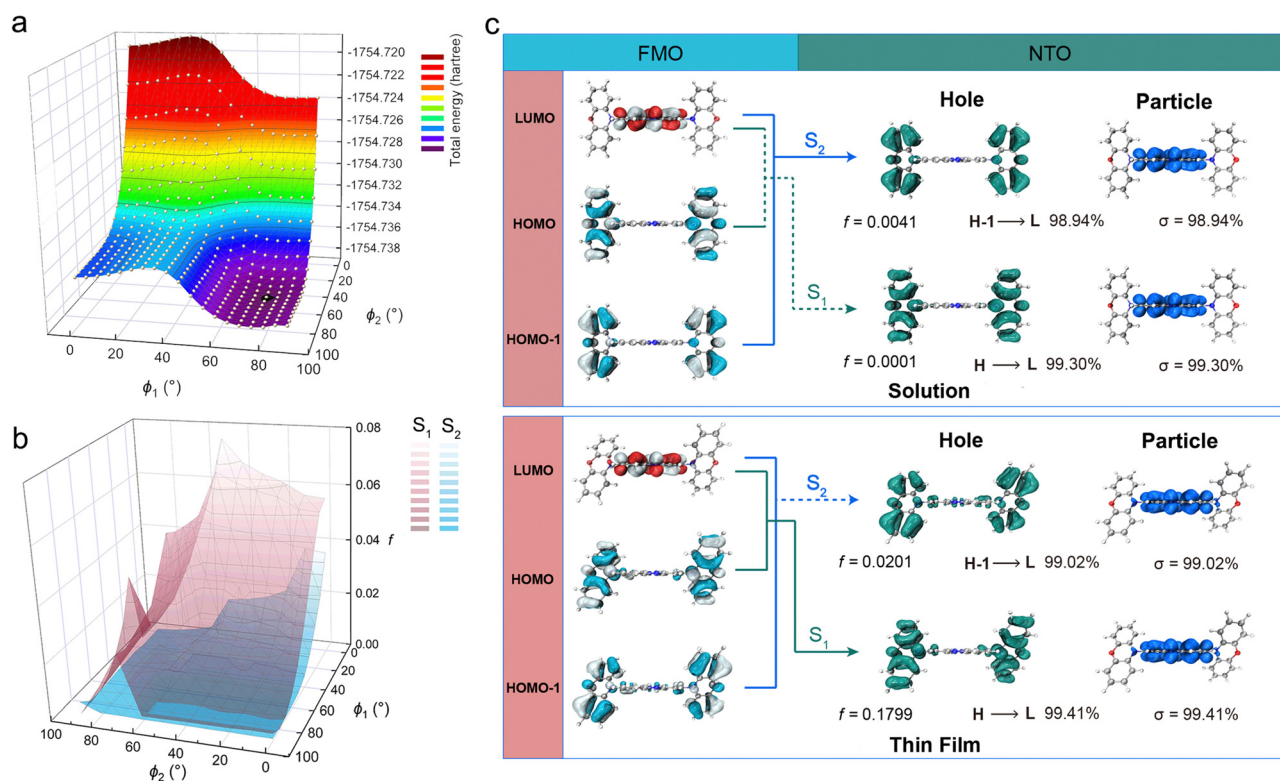 a
-1754.720
-1754.722
-1754.724
-1754.726
-1754.728
-1754.730
-1754.732
-1754.734
-1754.736
-1754.738
Total energy (hartree)
0
20
40
60
80
100
ϕ2 (°)
0
20
40
60
80
100
ϕ1 (°)
b
S1 S2
0.08
0.06
0.04
0.02
0.00
f
0
20
40
60
80
100
ϕ1 (°)
100
80
60
40
20
0
ϕ2 (°)
c
FMO NTO
LUMO
HOMO
HOMO-1
S2
S1
Hole Particle
f = 0.0041 H-1 ⟶ L 98.94% σ = 98.94%
f = 0.0001 H ⟶ L 99.30% σ = 99.30%
Solution
LUMO
HOMO
HOMO-1
S2
S1
Hole Particle
f = 0.0201 H-1 ⟶ L 99.02% σ = 99.02%
f = 0.1799 H ⟶ L 99.41% σ = 99.41%
Thin Film